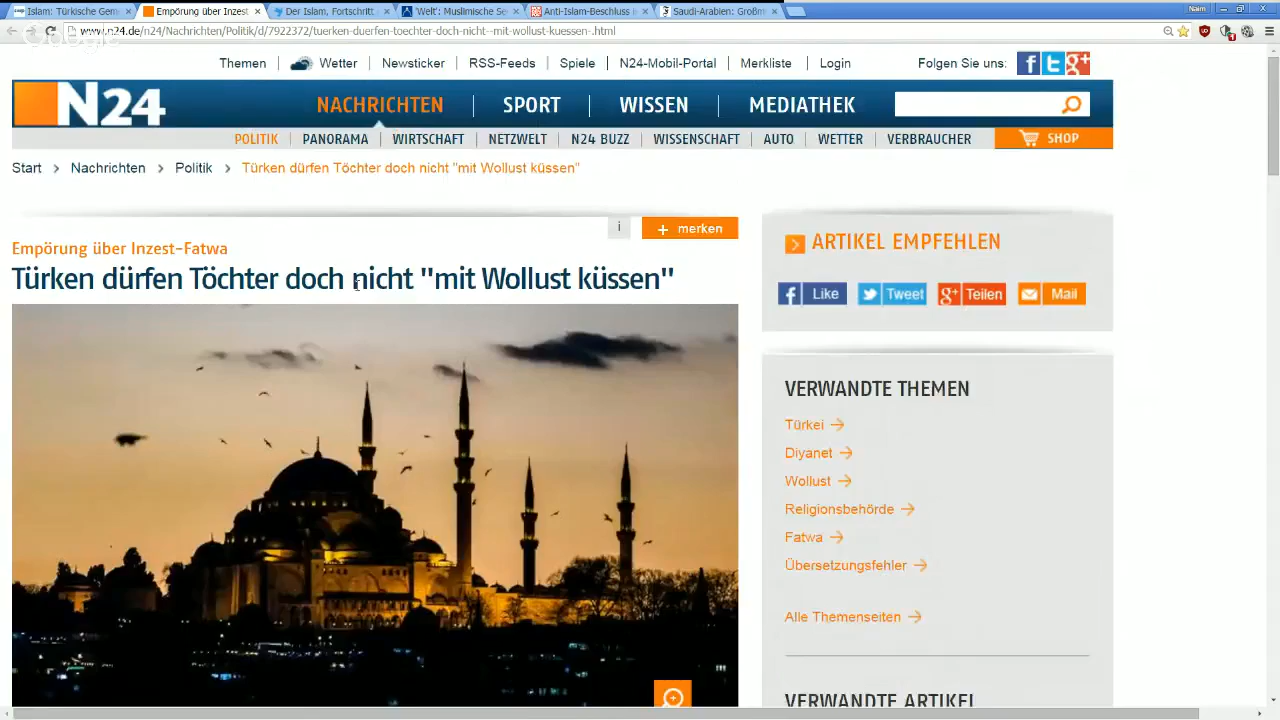 Islam: Türkische Geme
Empörung über Inzest
Der Islam, Fortschritt
'Welt': Muslimische Se
Anti-Islam-Beschluss
Saudi-Arabien: Großm
Naim
www.n24.de/n24/Nachrichten/Politik/d/7922372/tuerken-duerfen-toechter-doch-nicht--mit-wollust-kuessen-.html
Google
Themen
Wetter
Newsticker
RSS-Feeds
Spiele
N24-Mobil-Portal
Merkliste
Login
Folgen Sie uns:
N24
NACHRICHTEN
SPORT
WISSEN
MEDIATHEK
POLITIK
PANORAMA
WIRTSCHAFT
NETZWELT
N24 BUZZ
WISSENSCHAFT
AUTO
WETTER
VERBRAUCHER
SHOP
Start > Nachrichten > Politik > Türken dürfen Töchter doch nicht "mit Wollust küssen"
i
+ merken
Empörung über Inzest-Fatwa
Türken dürfen Töchter doch nicht "mit Wollust küssen"
ARTIKEL EMPFEHLEN
Like
Tweet
Teilen
Mail
VERWANDTE THEMEN
Türkei
Diyanet
Wollust
Religionsbehörde
Fatwa
Übersetzungsfehler
Alle Themenseiten
VERWANDTE ARTIKEL